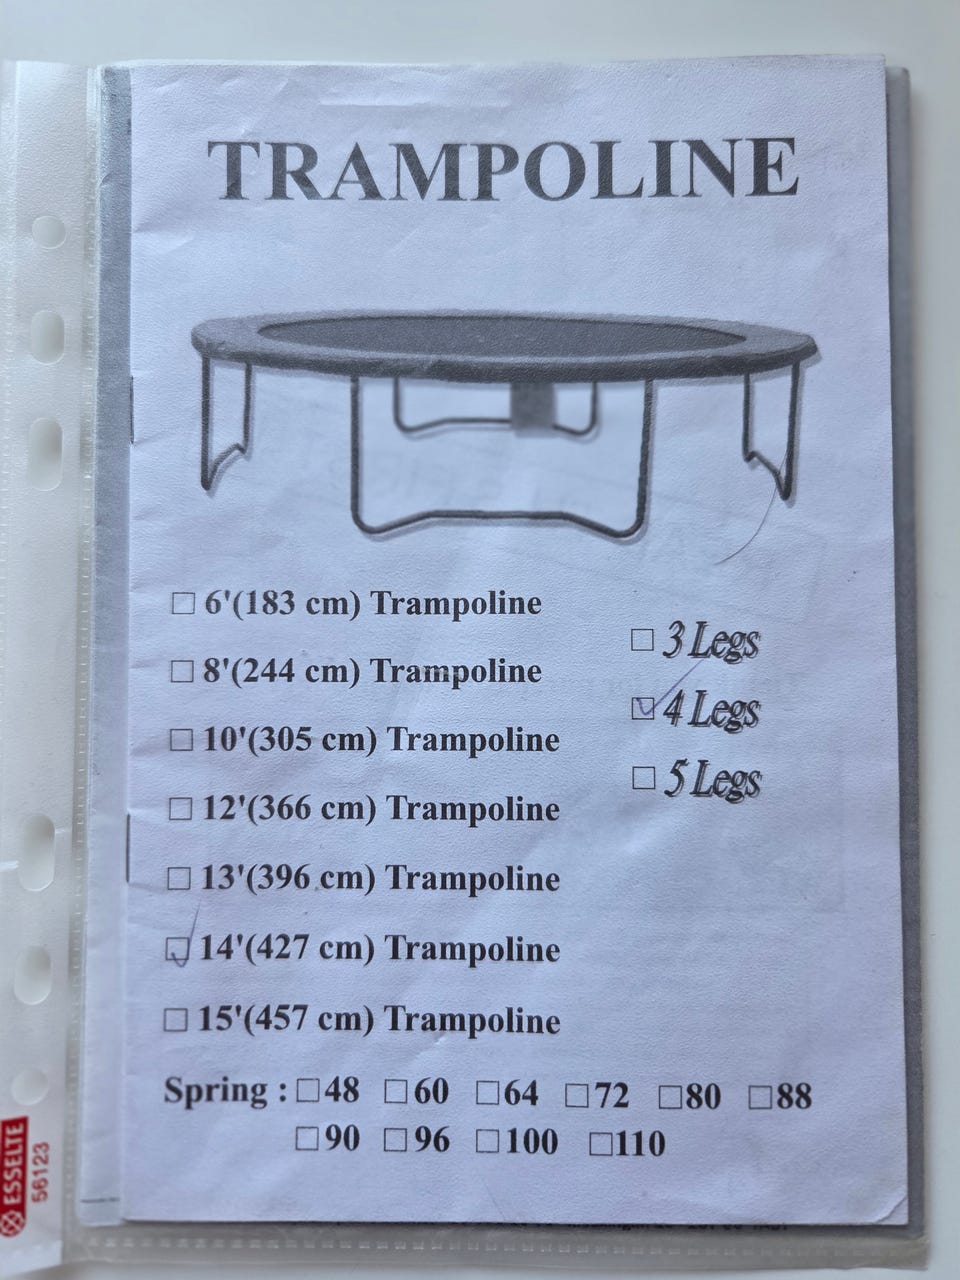 TRAMPOLINE
☐ 6'(183 cm) Trampoline
☐ 8'(244 cm) Trampoline
☐ 10'(305 cm) Trampoline
☐ 12'(366 cm) Trampoline
☐ 13'(396 cm) Trampoline
☑ 14'(427 cm) Trampoline
☐ 15'(457 cm) Trampoline
☐ 3 Legs
☑ 4 Legs
☐ 5 Legs
Spring : ☐48 ☐60 ☐64 ☐72 ☐80 ☐88
☐90 ☐96 ☐100 ☐110
ESSELTE
56123